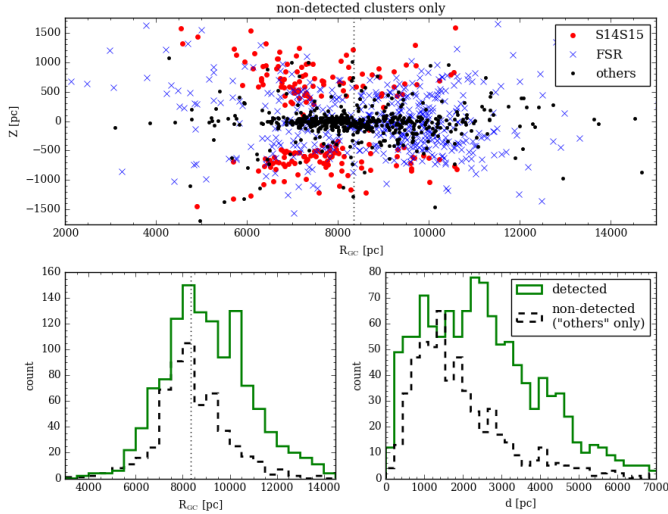 non-detected clusters only
1500
1000
500
0
−500
−1000
−1500
Z [pc]
S14S15
FSR
others
2000 4000 6000 8000 10000 12000 14000
R_GC [pc]
160
140
120
100
80
60
40
20
0
count
4000 6000 8000 10000 12000 14000
R_GC [pc]
80
70
60
50
40
30
20
10
0
count
detected
non-detected
("others" only)
0 1000 2000 3000 4000 5000 6000 7000
d [pc]